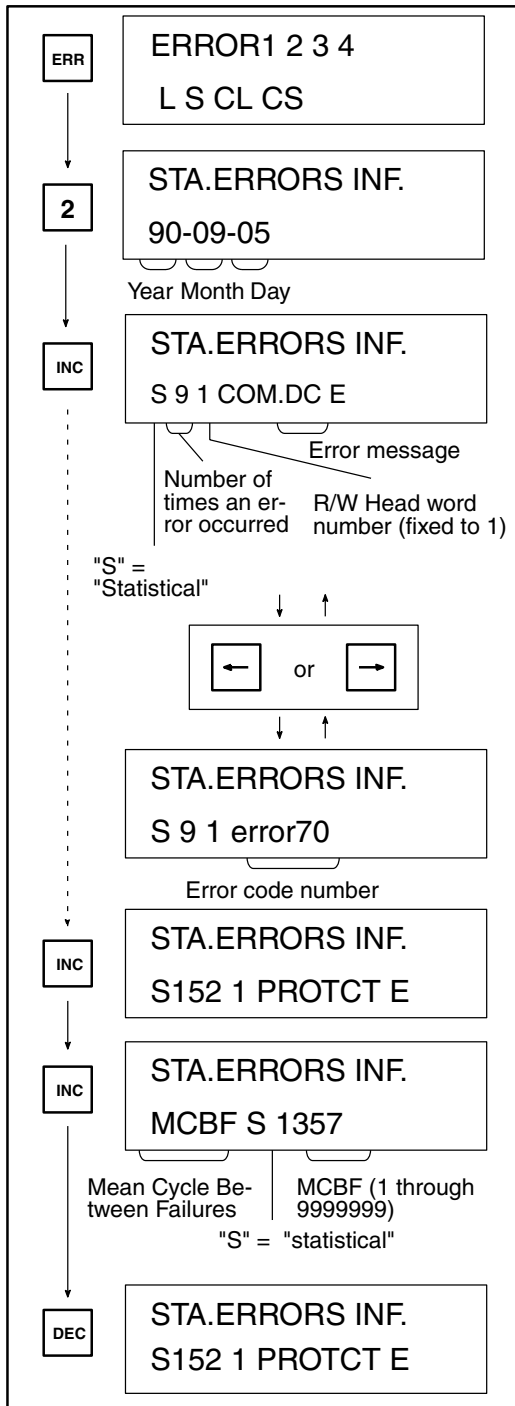 ERR
ERROR1 2 3 4
L S CL CS
2
STA.ERRORS INF.
90-09-05
Year Month Day
INC
STA.ERRORS INF.
S 9 1 COM.DC E
Error message
Number of
times an er-
ror occurred
R/W Head word
number (fixed to 1)
"S" =
"Statistical"
← or →
STA.ERRORS INF.
S 9 1 error70
Error code number
INC
STA.ERRORS INF.
S152 1 PROTCT E
INC
STA.ERRORS INF.
MCBF S 1357
Mean Cycle Be-
tween Failures
MCBF (1 through
9999999)
"S" = "statistical"
DEC
STA.ERRORS INF.
S152 1 PROTCT E